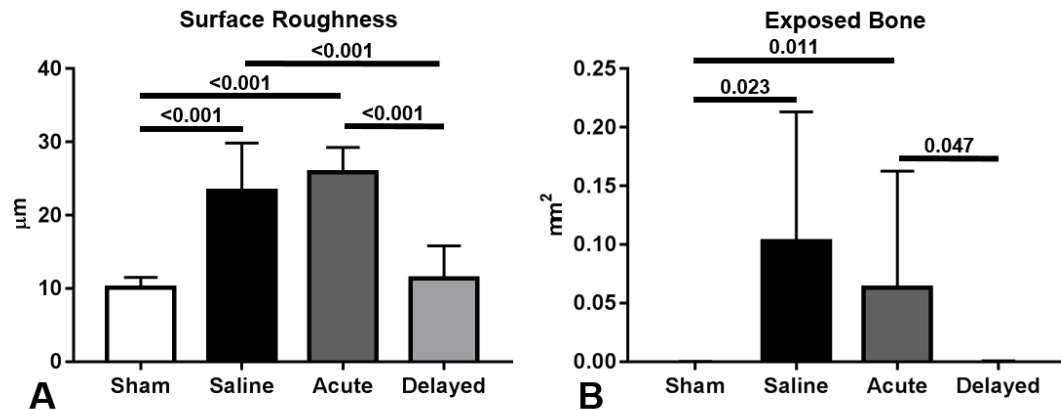 Surface Roughness
<0.001
<0.001
<0.001
<0.001
40
30
20
10
0
μm
Sham Saline Acute Delayed
A
Exposed Bone
0.011
0.023
0.047
0.25
0.20
0.15
0.10
0.05
0.00
mm²
Sham Saline Acute Delayed
B